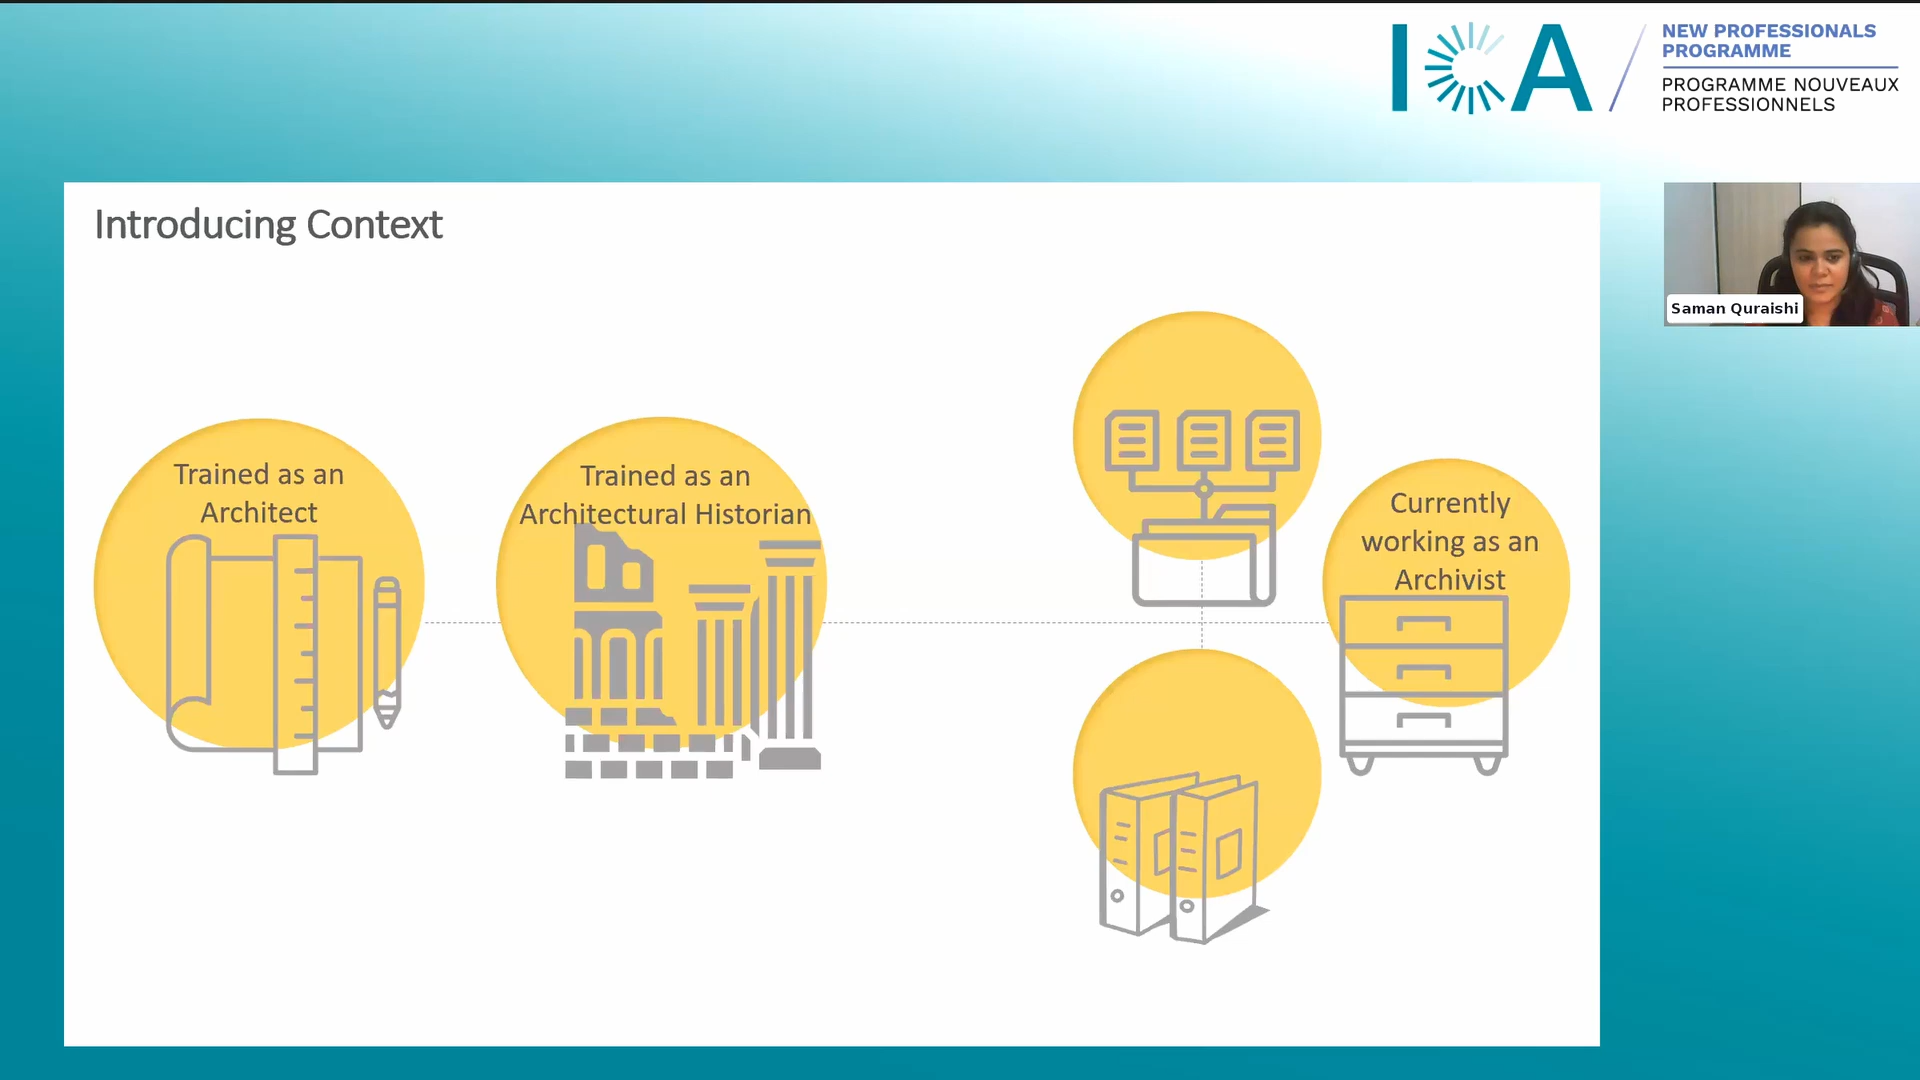 ICA
NEW PROFESSIONALS
PROGRAMME
PROGRAMME NOUVEAUX
PROFESSIONNELS
Introducing Context
Saman Quraishi
Trained as an
Architect
Trained as an
Architectural Historian
Currently
working as an
Archivist